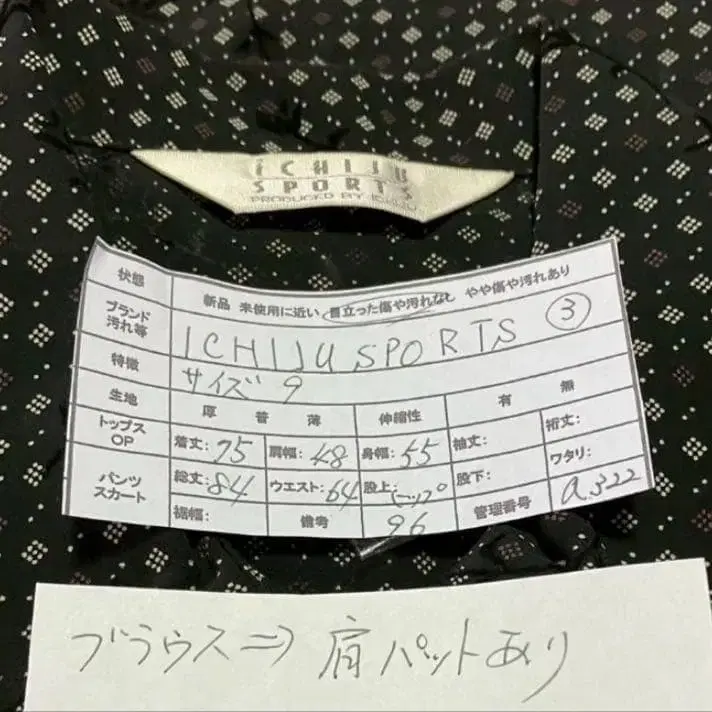 ICHIJU
SPORTS
PRODUCED BY ICHIJU
状態 新品 未使用に近い 目立った傷や汚れなし やや傷や汚れあり
ブランド
汚れ等 ICHIJU SPORTS ③
特徴 サイズ 9
生地 厚 普 薄 伸縮性 有 無
トップス
OP 着丈: 75 肩幅: 48 身幅: 55 袖丈: 裄丈:
パンツ
スカート 総丈: 84 ウエスト: 64 股上: 股下: ワタリ:
裾幅: 備考 96 管理番号 a.322
ブラウス⇒肩パットあり